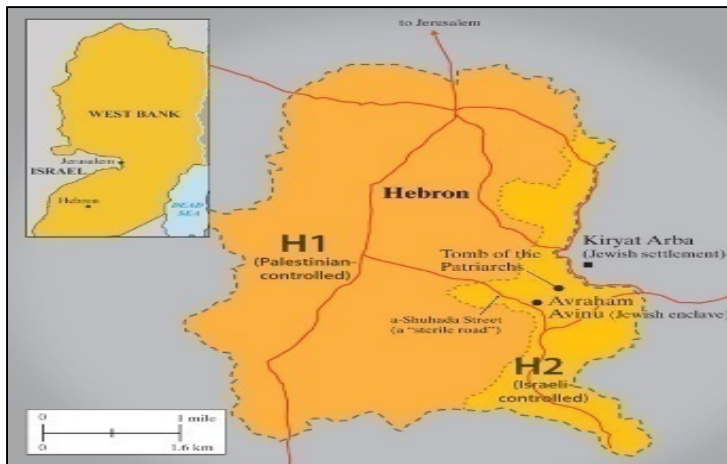 to Jerusalem
WEST BANK
Jerusalem
ISRAEL
Hebron
DEAD
SEA
Hebron
H1
(Palestinian-
controlled)
Kiryat Arba
(Jewish settlement)
Tomb of the
Patriarchs
Avraham
Avinu (Jewish enclave)
a-Shuhada Street
(a "sterile road")
H2
(Israeli-
controlled)
0 1 mile
0 1.6 km